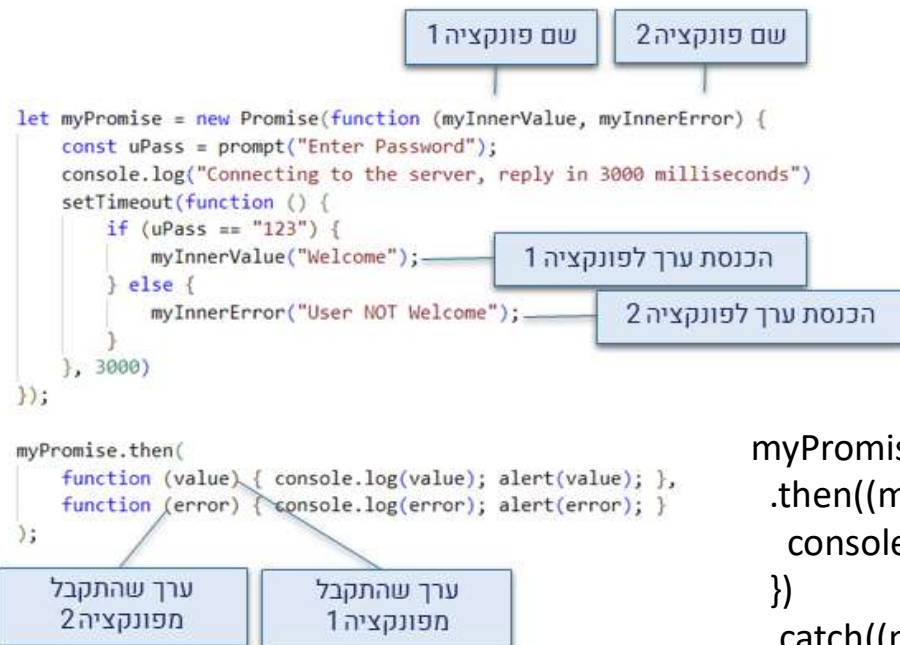 שם פונקציה 1
שם פונקציה 2
let myPromise = new Promise(function (myInnerValue, myInnerError) {
const uPass = prompt("Enter Password");
console.log("Connecting to the server, reply in 3000 milliseconds")
setTimeout(function () {
if (uPass == "123") {
myInnerValue("Welcome");
הכנסת ערך לפונקציה 1
} else {
myInnerError("User NOT Welcome");
הכנסת ערך לפונקציה 2
}
}, 3000)
});
myPromise.then(
function (value) { console.log(value); alert(value); },
function (error) { console.log(error); alert(error); }
);
ערך שהתקבל
מפונקציה 2
ערך שהתקבל
מפונקציה 1
.then((
console
})